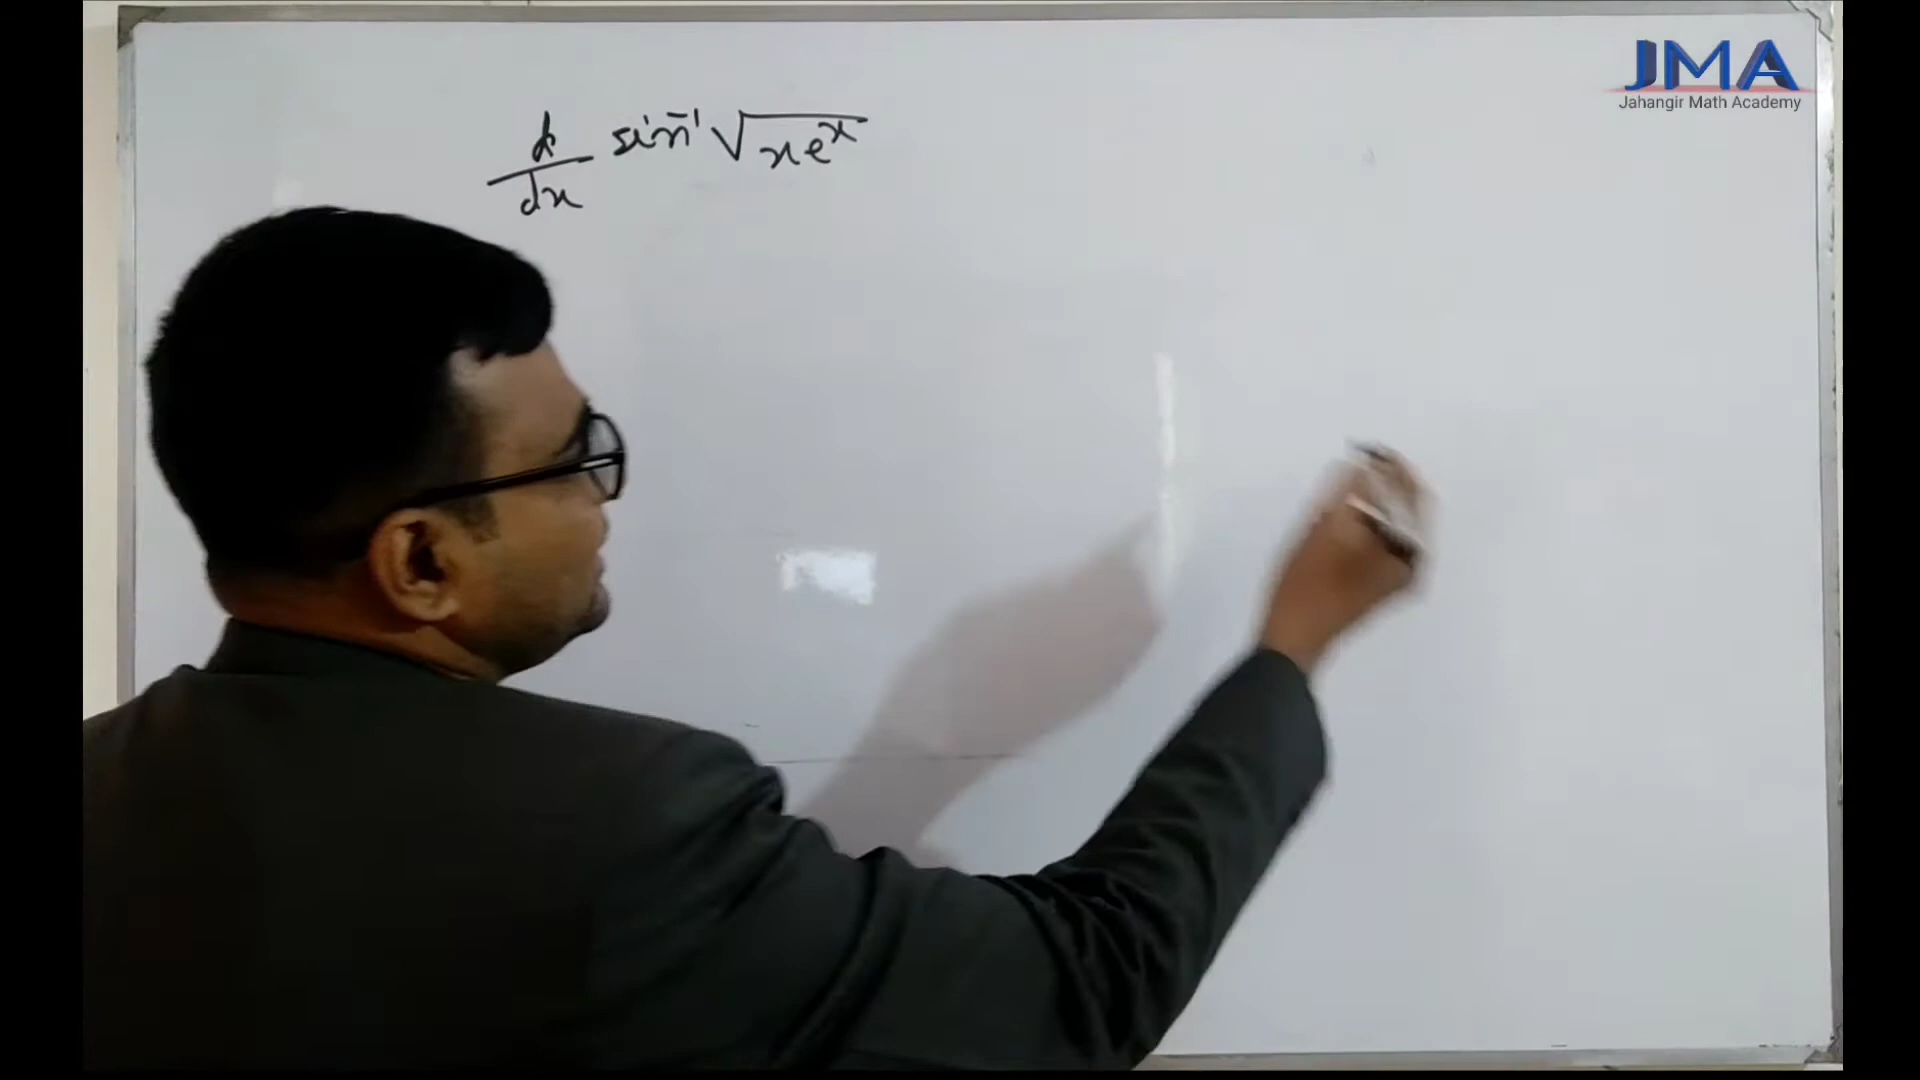 JMA
Jahangir Math Academy
d/dx sin⁻¹ √(xeˣ)